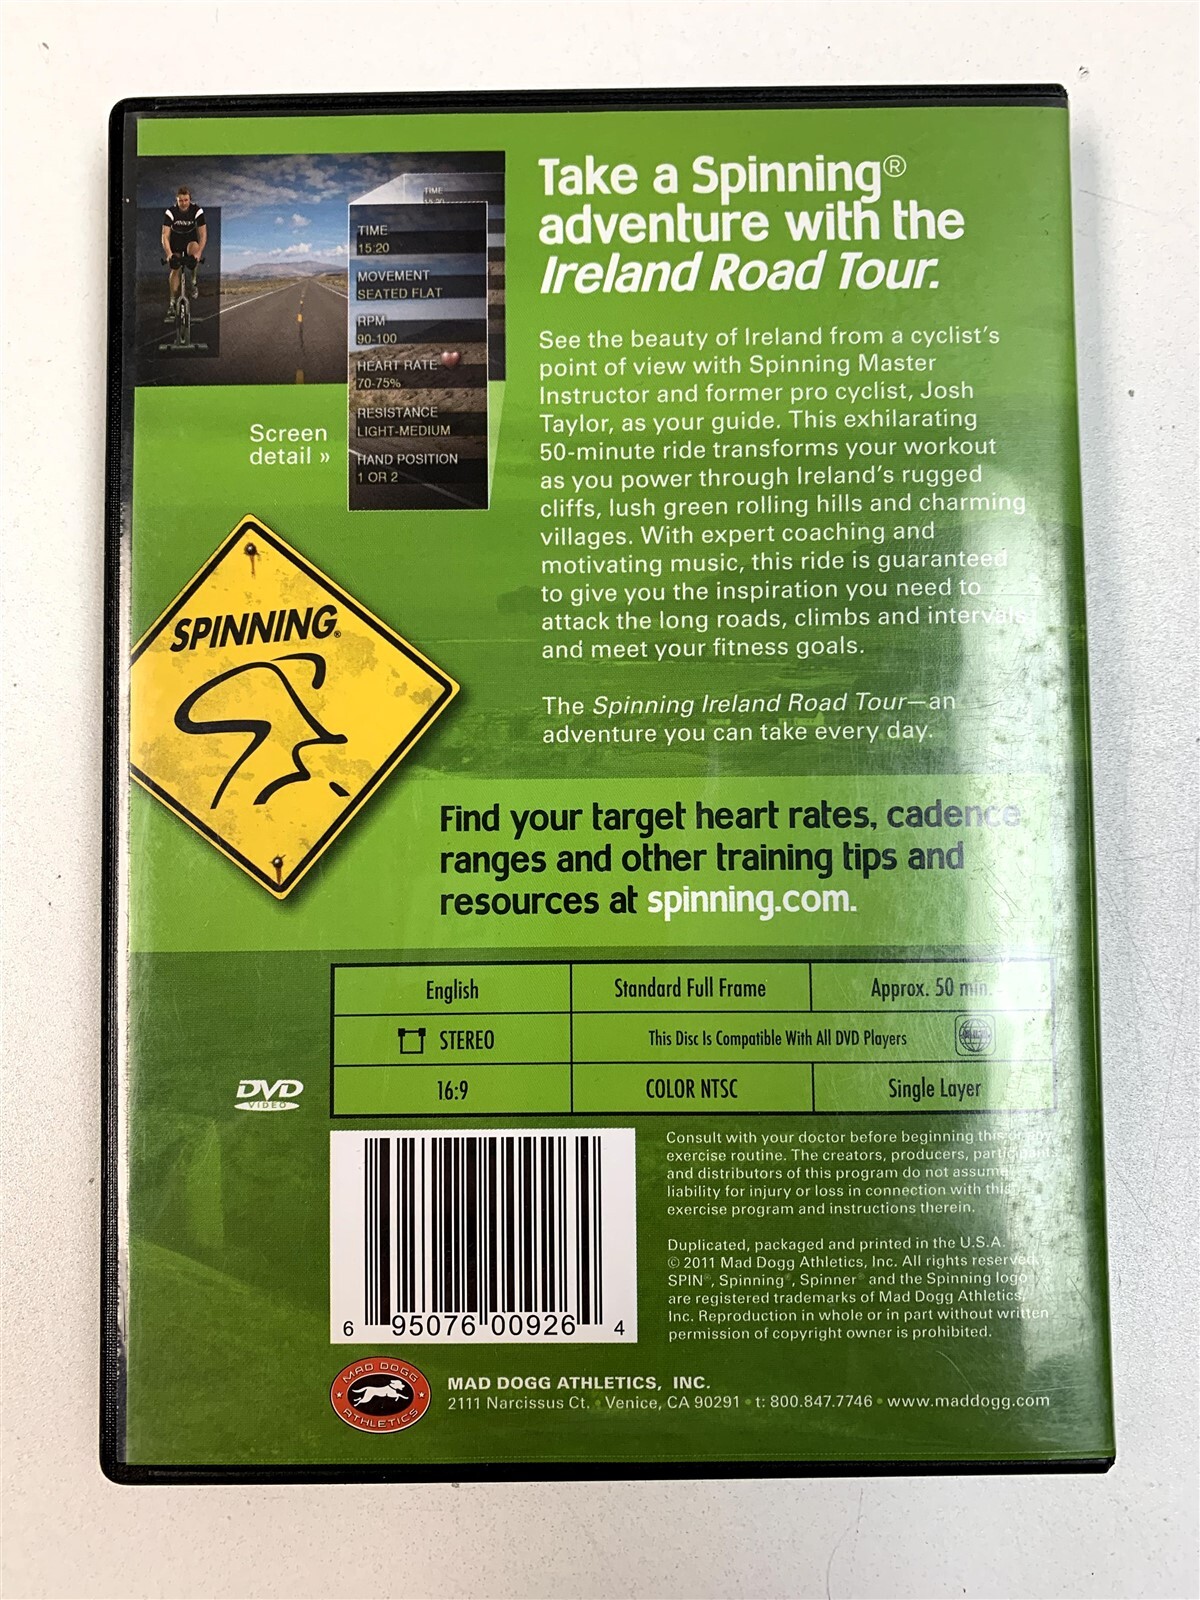 Take a Spinning®
adventure with the
Ireland Road Tour.
See the beauty of Ireland from a cyclist's
point of view with Spinning Master
Instructor and former pro cyclist, Josh
Taylor, as your guide. This exhilarating
50-minute ride transforms your workout
as you power through Ireland's rugged
cliffs, lush green rolling hills and charming
villages. With expert coaching and
motivating music, this ride is guaranteed
to give you the inspiration you need to
attack the long roads, climbs and intervals
and meet your fitness goals.
The Spinning Ireland Road Tour—an
adventure you can take every day.
TIME
15:20
TIME
15:20
MOVEMENT
SEATED FLAT
RPM
90-100
HEART RATE
70-75%
RESISTANCE
LIGHT-MEDIUM
HAND POSITION
1 OR 2
Screen
detail »
SPINNING®
Find your target heart rates, cadence
ranges and other training tips and
resources at spinning.com.
English Standard Full Frame Approx. 50 min.
STEREO This Disc Is Compatible With All DVD Players
16:9 COLOR NTSC Single Layer
DVD
VIDEO
Consult with your doctor before beginning this or any
exercise routine. The creators, producers, participants
and distributors of this program do not assume
liability for injury or loss in connection with this
exercise program and instructions therein.
Duplicated, packaged and printed in the U.S.A.
© 2011 Mad Dogg Athletics, Inc. All rights reserved.
SPIN®, Spinning®, Spinner® and the Spinning logo
are registered trademarks of Mad Dogg Athletics,
Inc. Reproduction in whole or in part without written
permission of copyright owner is prohibited.
6 95076 00926 4
MAD DOGG
ATHLETICS
MAD DOGG ATHLETICS, INC.
2111 Narcissus Ct. • Venice, CA 90291 • t: 800.847.7746 • www.maddogg.com